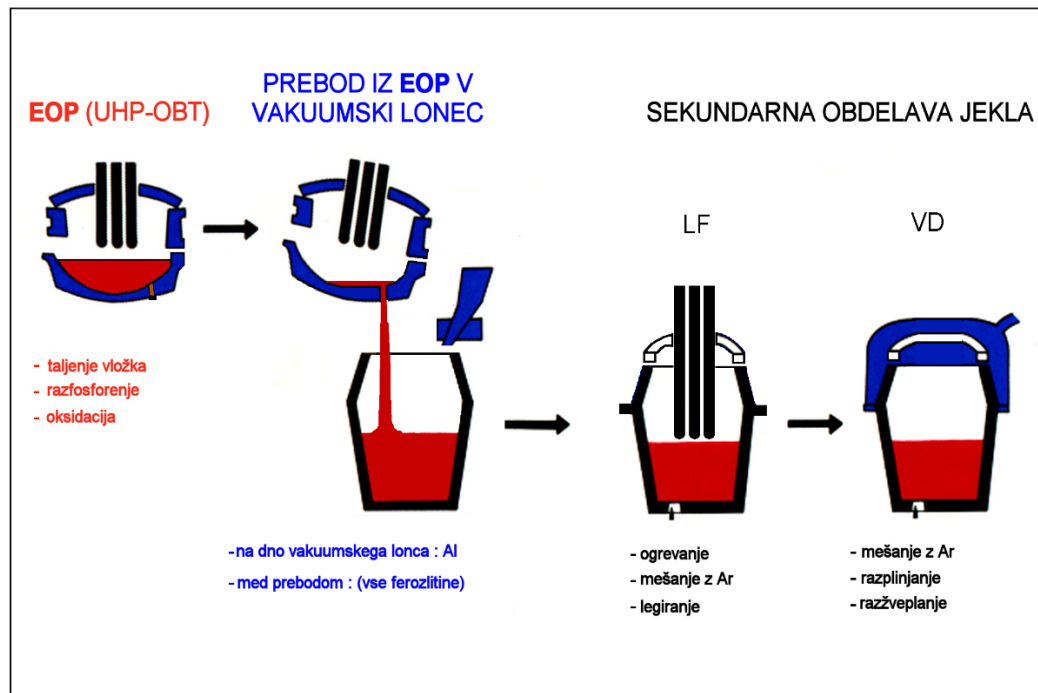 EOP (UHP-OBT)
PREBOD IZ EOP V
VAKUUMSKI LONEC
SEKUNDARNA OBDELAVA JEKLA
LF
VD
- taljenje vložka
- razfosforenje
- oksidacija
- na dno vakuumskega lonca : Al
- med prebodom : (vse ferozlitine)
- ogrevanje
- mešanje z Ar
- legiranje
- mešanje z Ar
- razplinjanje
- razžveplanje